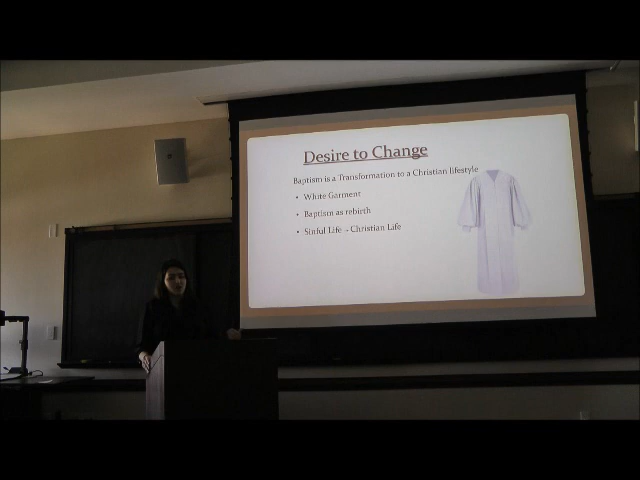 Desire to Change
Baptism is a Transformation to a Christian lifestyle
• White Garment
• Baptism as rebirth
• Sinful Life - Christian Life